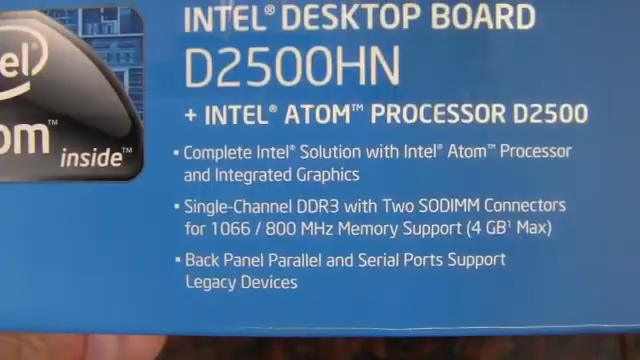 INTEL® DESKTOP BOARD
D2500HN
+ INTEL® ATOM™ PROCESSOR D2500
el®
om™
inside™
• Complete Intel® Solution with Intel® Atom™ Processor
and Integrated Graphics
• Single-Channel DDR3 with Two SODIMM Connectors
for 1066 / 800 MHz Memory Support (4 GB¹ Max)
• Back Panel Parallel and Serial Ports Support
Legacy Devices